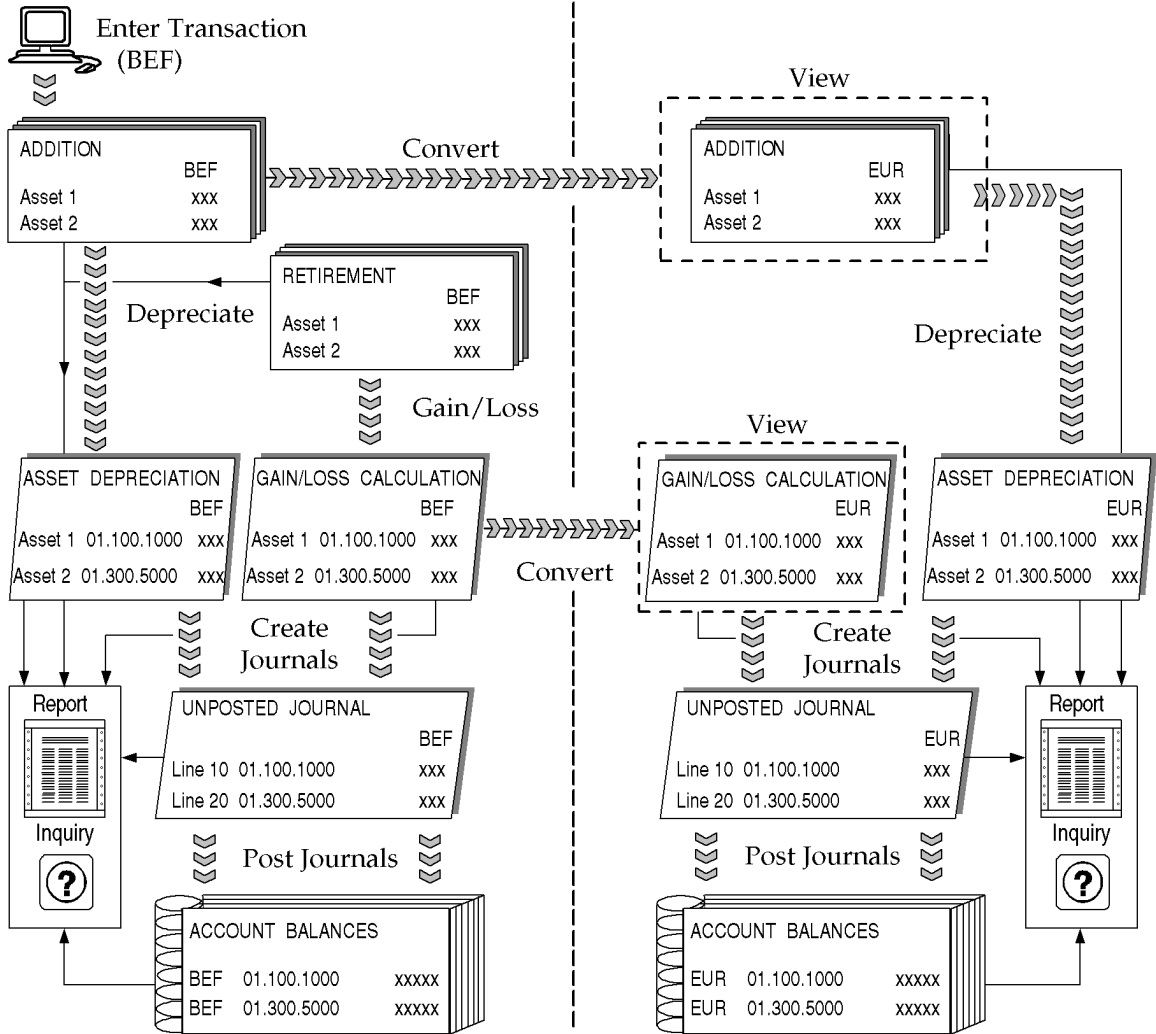 Enter Transaction
(BEF)
ADDITION
BEF
Asset 1 xxx
Asset 2 xxx
Convert
View
ADDITION
EUR
Asset 1 xxx
Asset 2 xxx
RETIREMENT
BEF
Asset 1 xxx
Asset 2 xxx
Depreciate
Gain/Loss
Depreciate
ASSET DEPRECIATION
BEF
Asset 1 01.100.1000 xxx
Asset 2 01.300.5000 xxx
GAIN/LOSS CALCULATION
BEF
Asset 1 01.100.1000 xxx
Asset 2 01.300.5000 xxx
Convert
View
GAIN/LOSS CALCULATION
EUR
Asset 1 01.100.1000 xxx
Asset 2 01.300.5000 xxx
ASSET DEPRECIATION
EUR
Asset 1 01.100.1000 xxx
Asset 2 01.300.5000 xxx
Create
Journals
Create
Journals
Report
Inquiry
?
UNPOSTED JOURNAL
BEF
Line 10 01.100.1000 xxx
Line 20 01.300.5000 xxx
UNPOSTED JOURNAL
EUR
Line 10 01.100.1000 xxx
Line 20 01.300.5000 xxx
Report
Inquiry
?
Post Journals
Post Journals
ACCOUNT BALANCES
BEF 01.100.1000 xxxxx
BEF 01.300.5000 xxxxx
ACCOUNT BALANCES
EUR 01.100.1000 xxxxx
EUR 01.300.5000 xxxxx